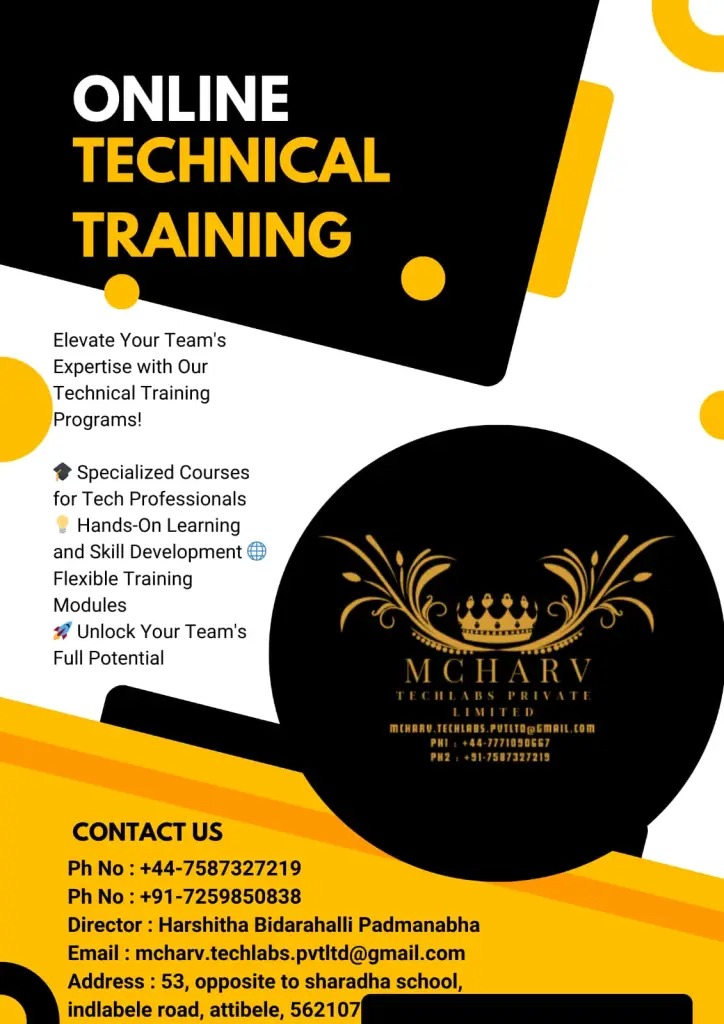 ONLINE
TECHNICAL
TRAINING
Elevate Your Team's
Expertise with Our
Technical Training
Programs!
🎓 Specialized Courses
for Tech Professionals
💡 Hands-On Learning
and Skill Development 🌐
Flexible Training
Modules
🚀 Unlock Your Team's
Full Potential
MCHARV
TECHLABS PRIVATE
LIMITED
MCHARV.TECHLABS.PVTLTD@GMAIL.COM
PH1 : +44-7771090667
PH2 : +91-7587327219
CONTACT US
Ph No : +44-7587327219
Ph No : +91-7259850838
Director : Harshitha Bidarahalli Padmanabha
Email : mcharv.techlabs.pvtltd@gmail.com
Address : 53, opposite to sharadha school,
indlabele road, attibele, 562107